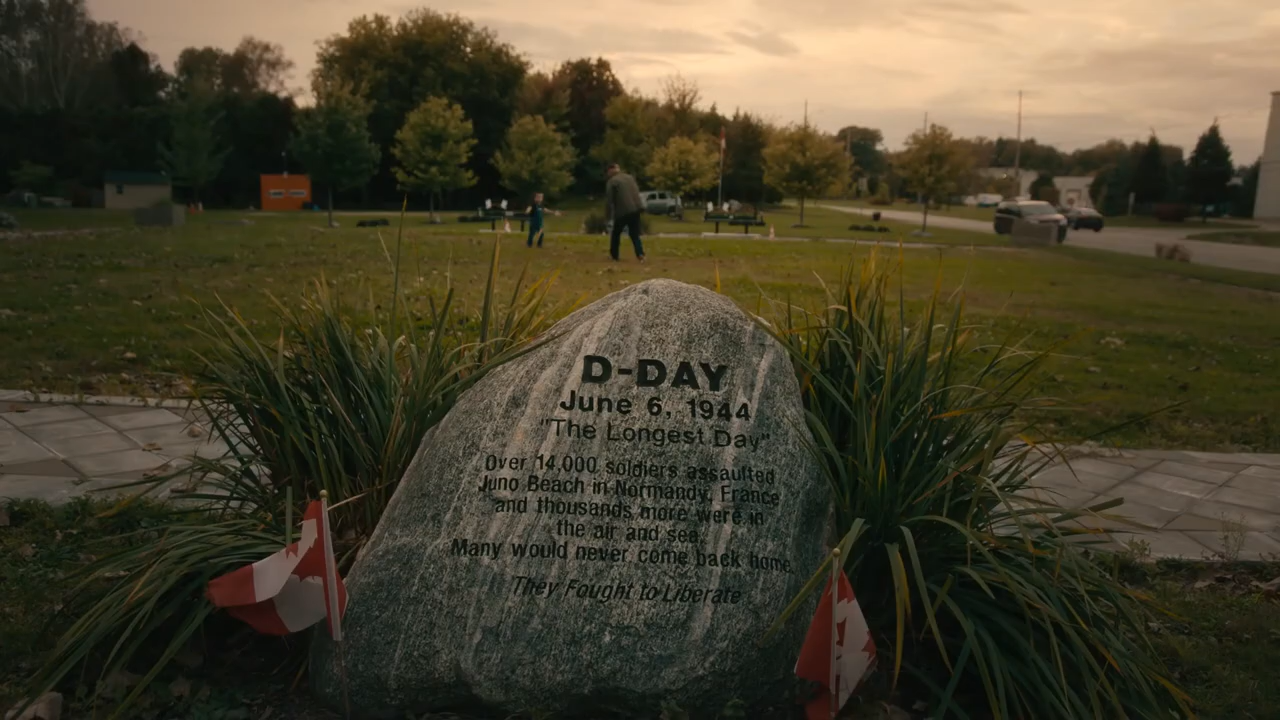 D-DAY
June 6, 1944
"The Longest Day"
Over 14,000 soldiers assaulted
Juno Beach in Normandy, France
and thousands more were in
the air and sea.
Many would never come back home.
They Fought to Liberate